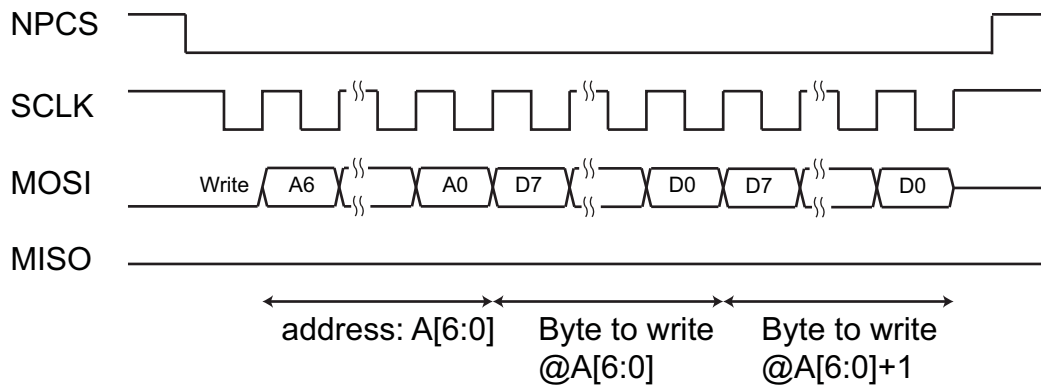 NPCS
SCLK
MOSI Write A6 A0 D7 D0 D7 D0
MISO
address: A[6:0] Byte to write Byte to write
@A[6:0] @A[6:0]+1